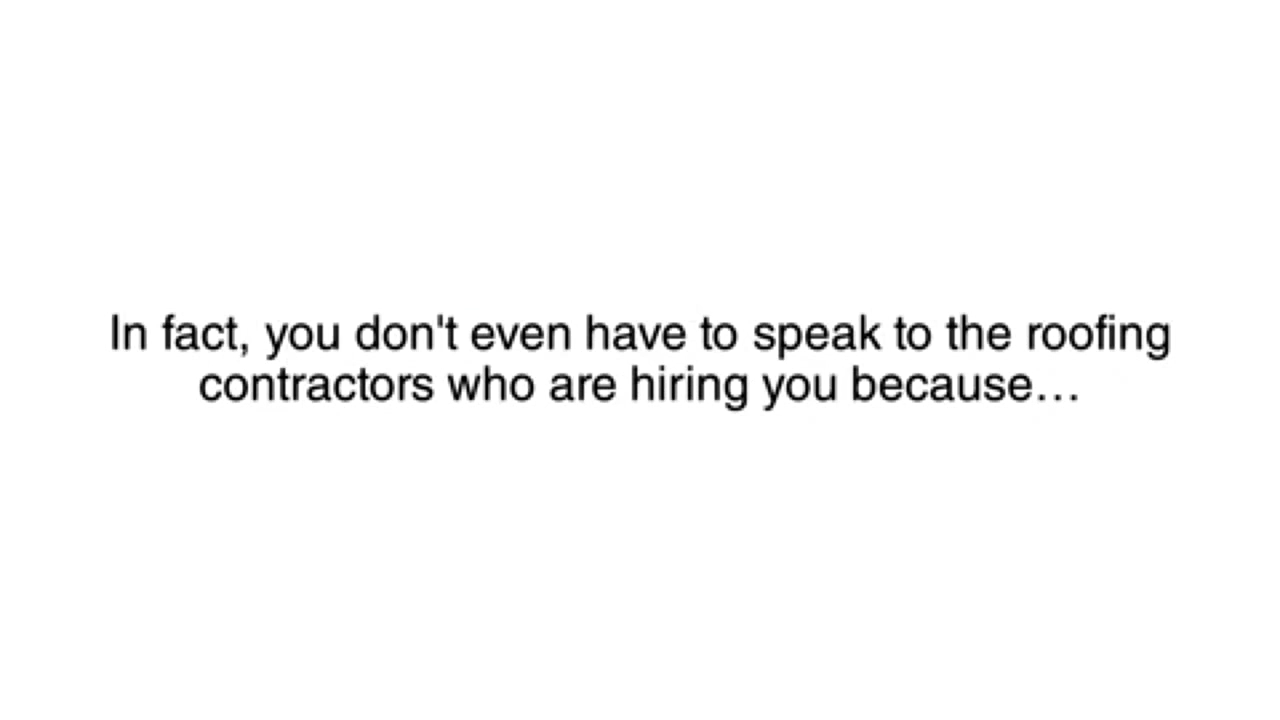 In fact, you don't even have to speak to the roofing
contractors who are hiring you because…